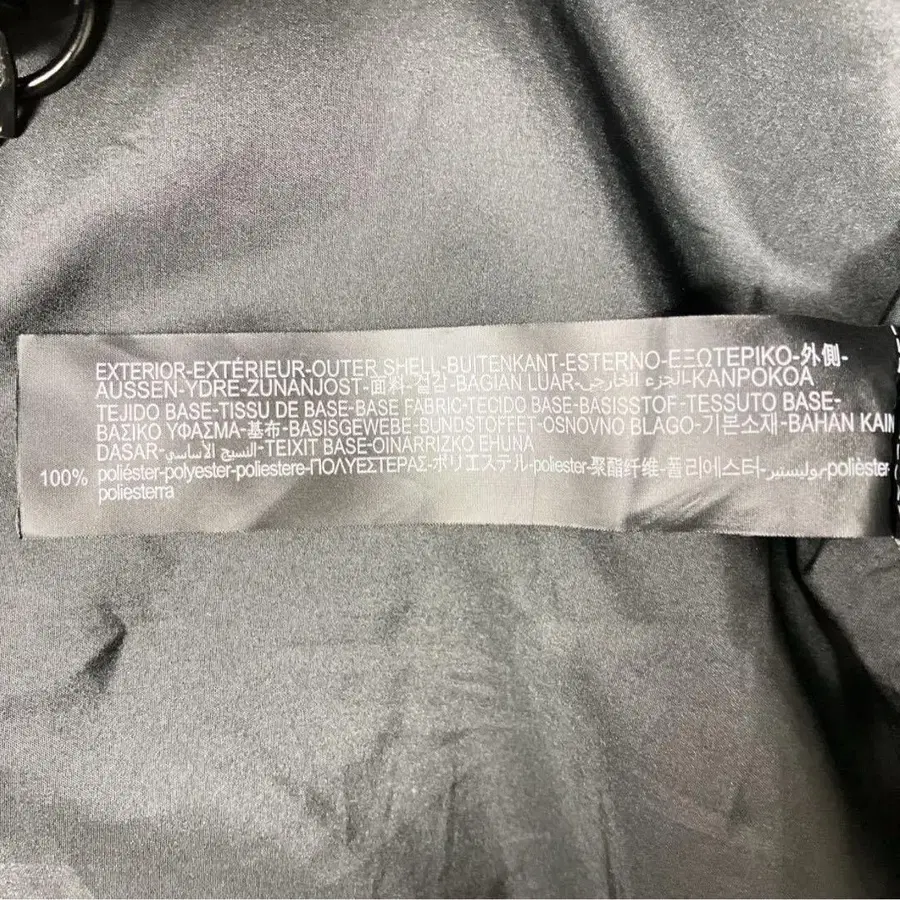 EXTERIOR-EXTÉRIEUR-OUTER SHELL-BUITENKANT-ESTERNO-ΕΞΩΤΕΡΙΚΟ-外側-
AUSSEN-YDRE-ZUNANJOST-面料-겉감-BAGIAN LUAR-الجزء الخارجي-KANPOKOA
TEJIDO BASE-TISSU DE BASE-BASE FABRIC-TECIDO BASE-BASISSTOF-TESSUTO BASE-
ΒΑΣΙΚΟ ΥΦΑΣΜΑ-基布-BASISGEWEBE-BUNDSTOFFET-OSNOVNO BLAGO-기본소재-BAHAN KAIN
DASAR-النسيج الأساسي-TEIXIT BASE-OINARRIZKO EHUNA
100% poliéster-polyester-poliestere-ΠΟΛΥΕΣΤΕΡΑΣ-ポリエステル-poliester-聚酯纤维-폴리에스터-بوليستير-polièster-
poliesterra